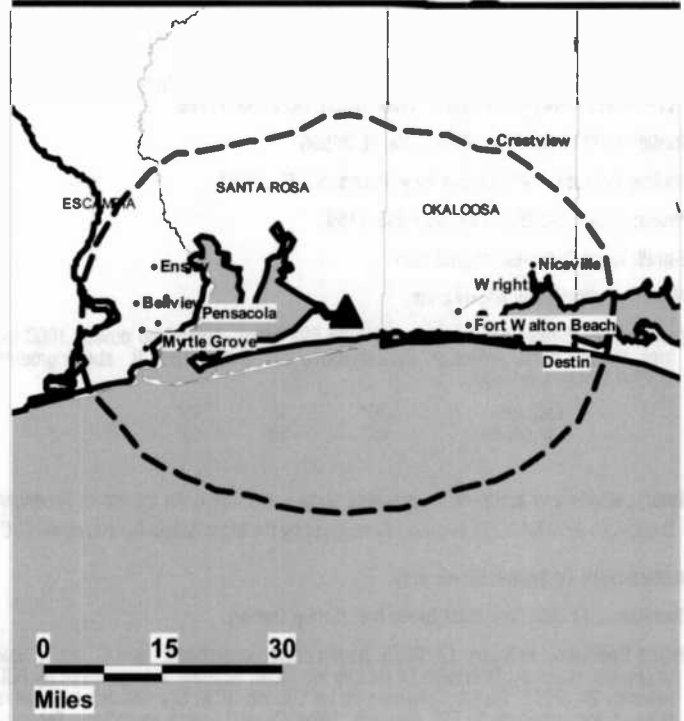 Crestview
SANTA ROSA
ESCAMBIA
OKALOOSA
Ensley
Niceville
Wright
Bellview
Pensacola
Fort Walton Beach
Myrtle Grove
Destin
0 15 30
Miles